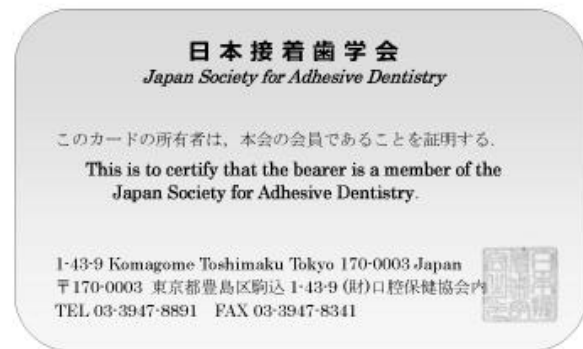 日本接着歯学会
Japan Society for Adhesive Dentistry
このカードの所有者は，本会の会員であることを証明する．
This is to certify that the bearer is a member of the
Japan Society for Adhesive Dentistry.
1-43-9 Komagome Toshimaku Tokyo 170-0003 Japan
〒170-0003 東京都豊島区駒込 1-43-9 (財)口腔保健協会内
TEL 03-3947-8891 FAX 03-3947-8341